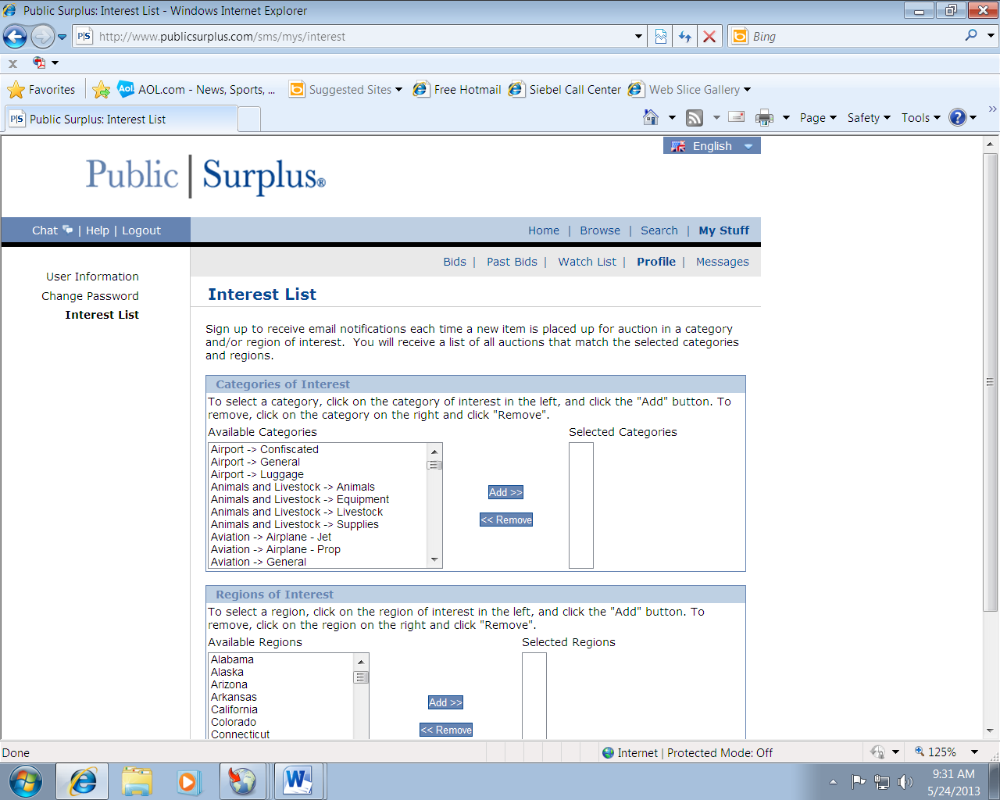 Public Surplus: Interest List - Windows Internet Explorer
P|S http://www.publicsurplus.com/sms/mys/interest
Bing
x
Favorites
Aol. AOL.com - News, Sports, ...
Suggested Sites
Free Hotmail
Siebel Call Center
Web Slice Gallery
P|S Public Surplus: Interest List
Page Safety Tools
English
Public | Surplus®
Chat | Help | Logout
Home | Browse | Search | My Stuff
Bids | Past Bids | Watch List | Profile | Messages
User Information
Change Password
Interest List
Interest List
Sign up to receive email notifications each time a new item is placed up for auction in a category
and/or region of interest. You will receive a list of all auctions that match the selected categories
and regions.
Categories of Interest
To select a category, click on the category of interest in the left, and click the "Add" button. To
remove, click on the category on the right and click "Remove".
Available Categories
Selected Categories
Airport -> Confiscated
Airport -> General
Airport -> Luggage
Animals and Livestock -> Animals
Animals and Livestock -> Equipment
Animals and Livestock -> Livestock
Animals and Livestock -> Supplies
Aviation -> Airplane - Jet
Aviation -> Airplane - Prop
Aviation -> General
Add >>
<< Remove
Regions of Interest
To select a region, click on the region of interest in the left, and click the "Add" button. To
remove, click on the region on the right and click "Remove".
Available Regions
Selected Regions
Alabama
Alaska
Arizona
Arkansas
California
Colorado
Connecticut
Add >>
<< Remove
Done
Internet | Protected Mode: Off
125%
9:31 AM
5/24/2013